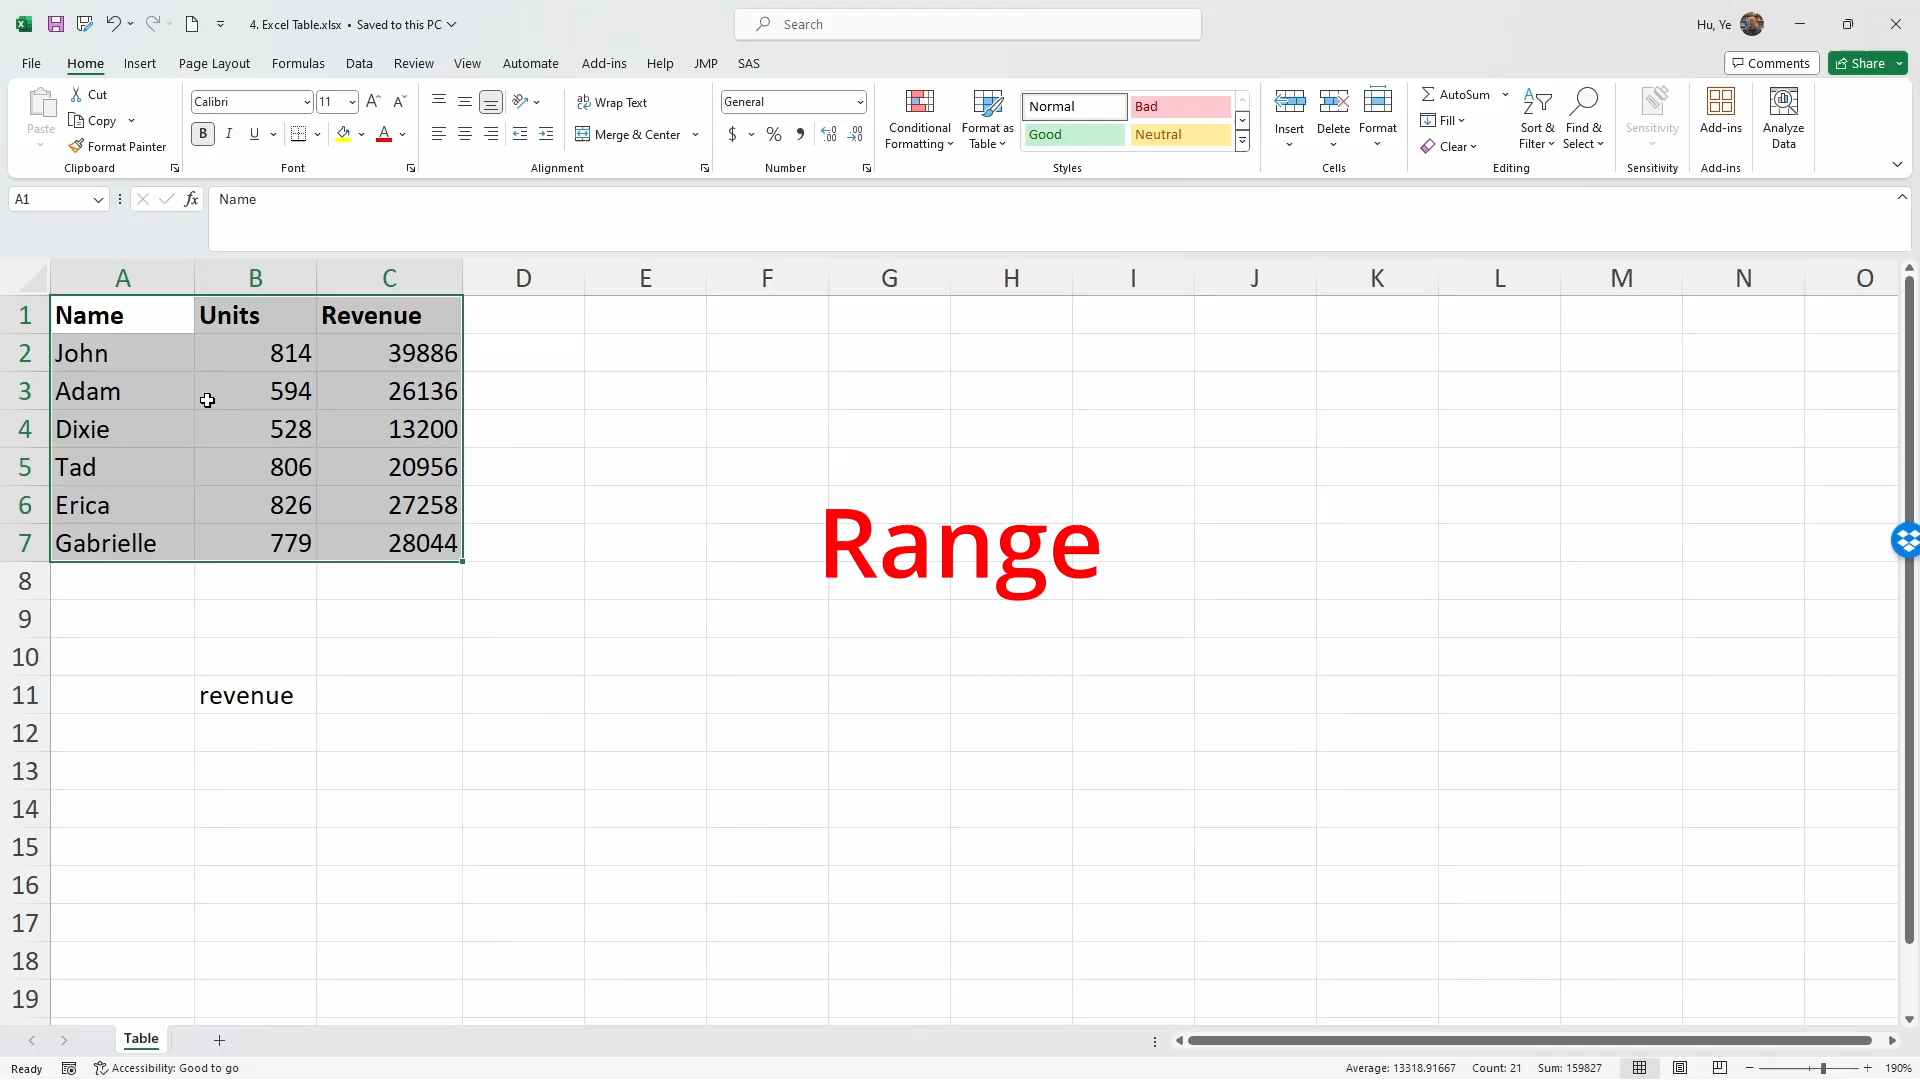 4. Excel Table.xlsx • Saved to this PC
Search
Hu, Ye
File Home Insert Page Layout Formulas Data Review View Automate Add-ins Help JMP SAS
Comments Share
Paste
Cut
Copy
Format Painter
Clipboard
Calibri 11
B I U A
Font
Wrap Text
Merge & Center
Alignment
General
$ % ,
Number
Conditional Formatting
Format as Table
Normal Bad
Good Neutral
Styles
Insert Delete Format
Cells
AutoSum
Fill
Clear
Sort & Filter
Find & Select
Editing
Sensitivity
Sensitivity
Add-ins
Add-ins
Analyze Data
A1 fx Name
A B C D E F G H I J K L M N O
1 Name Units Revenue
2 John 814 39886
3 Adam 594 26136
4 Dixie 528 13200
5 Tad 806 20956
6 Erica 826 27258
7 Gabrielle 779 28044
Range
8
9
10
11 revenue
12
13
14
15
16
17
18
19
Table
Ready Accessibility: Good to go Average: 13318.91667 Count: 21 Sum: 159827 190%